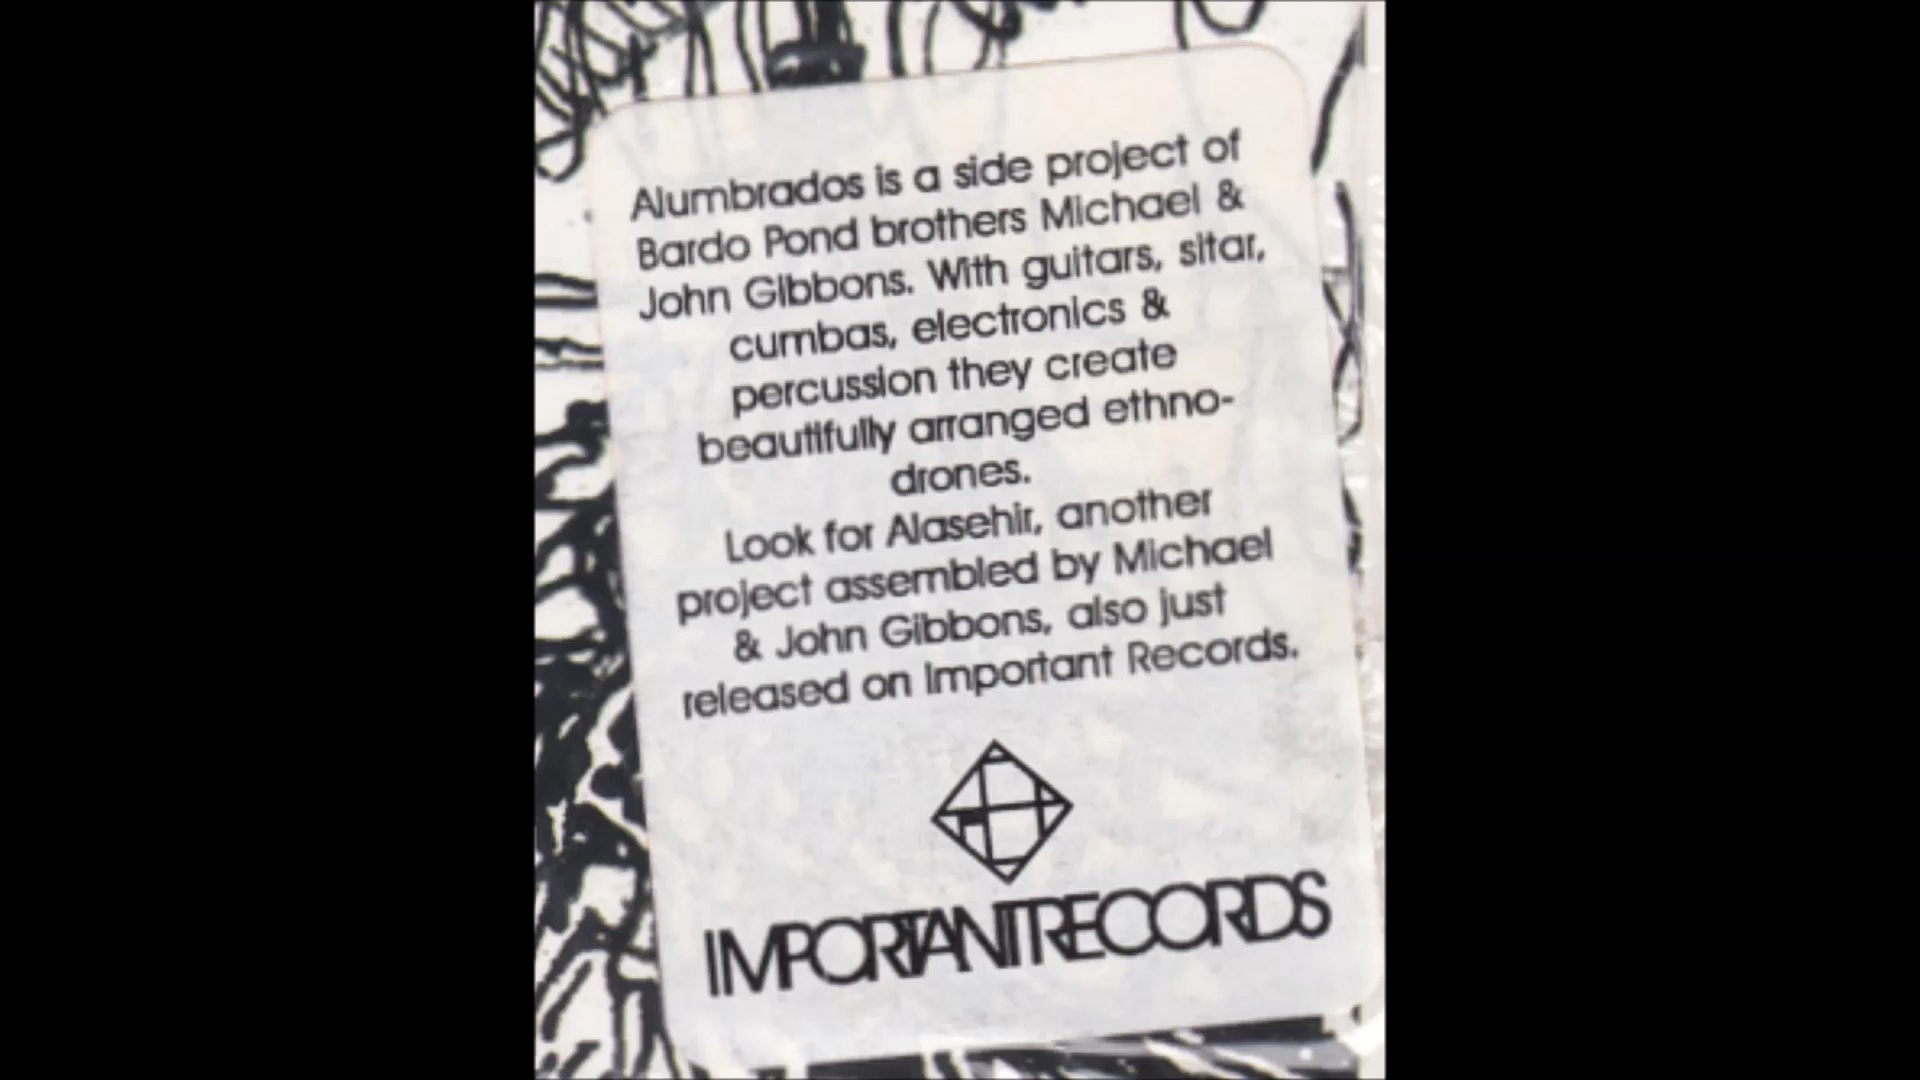 Alumbrados is a side project of
Bardo Pond brothers Michael &
John Gibbons. With guitars, sitar,
cumbas, electronics &
percussion they create
beautifully arranged ethno-
drones.
Look for Alasehir, another
project assembled by Michael
& John Gibbons, also just
released on Important Records.
IMPORTANTRECORDS